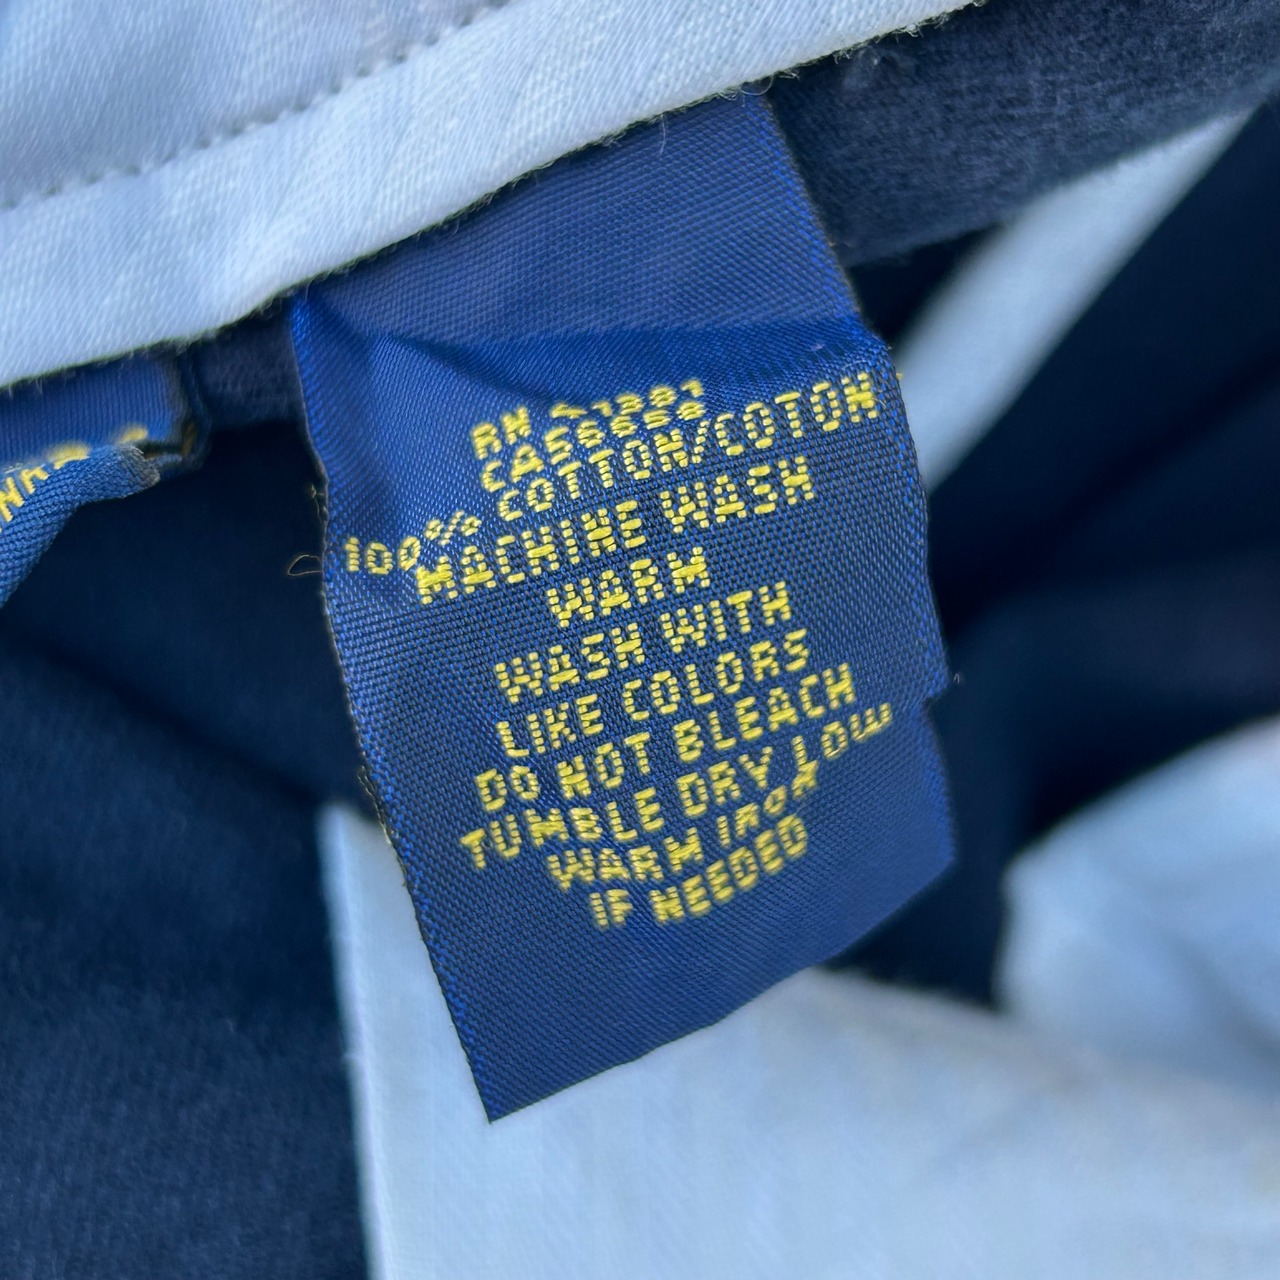 RN 41381
CA56658
100% COTTON/COTON
MACHINE WASH
WARM
WASH WITH
LIKE COLORS
DO NOT BLEACH
TUMBLE DRY LOW
WARM IRON
IF NEEDED